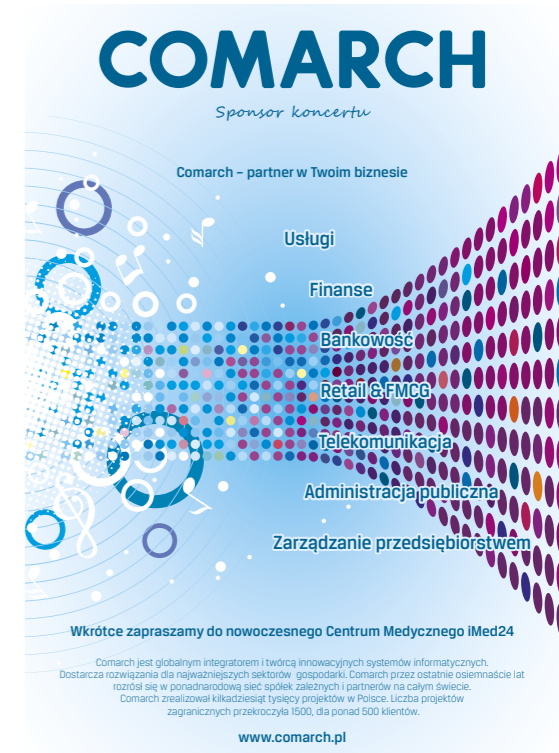 COMARCH
Sponsor koncertu
Comarch – partner w Twoim biznesie
Usługi
Finanse
Bankowość
Retail & FMCG
Telekomunikacja
Administracja publiczna
Zarządzanie przedsiębiorstwem
Wkrótce zapraszamy do nowoczesnego Centrum Medycznego iMed24
Comarch jest globalnym integratorem i twórcą innowacyjnych systemów informatycznych.
Dostarcza rozwiązania dla najważniejszych sektorów gospodarki. Comarch przez ostatnie osiemnaście lat
rozrósł się w ponadnarodową sieć spółek zależnych i partnerów na całym świecie.
Comarch zrealizował kilkadziesiąt tysięcy projektów w Polsce. Liczba projektów
zagranicznych przekroczyła 1500, dla ponad 500 klientów.
www.comarch.pl